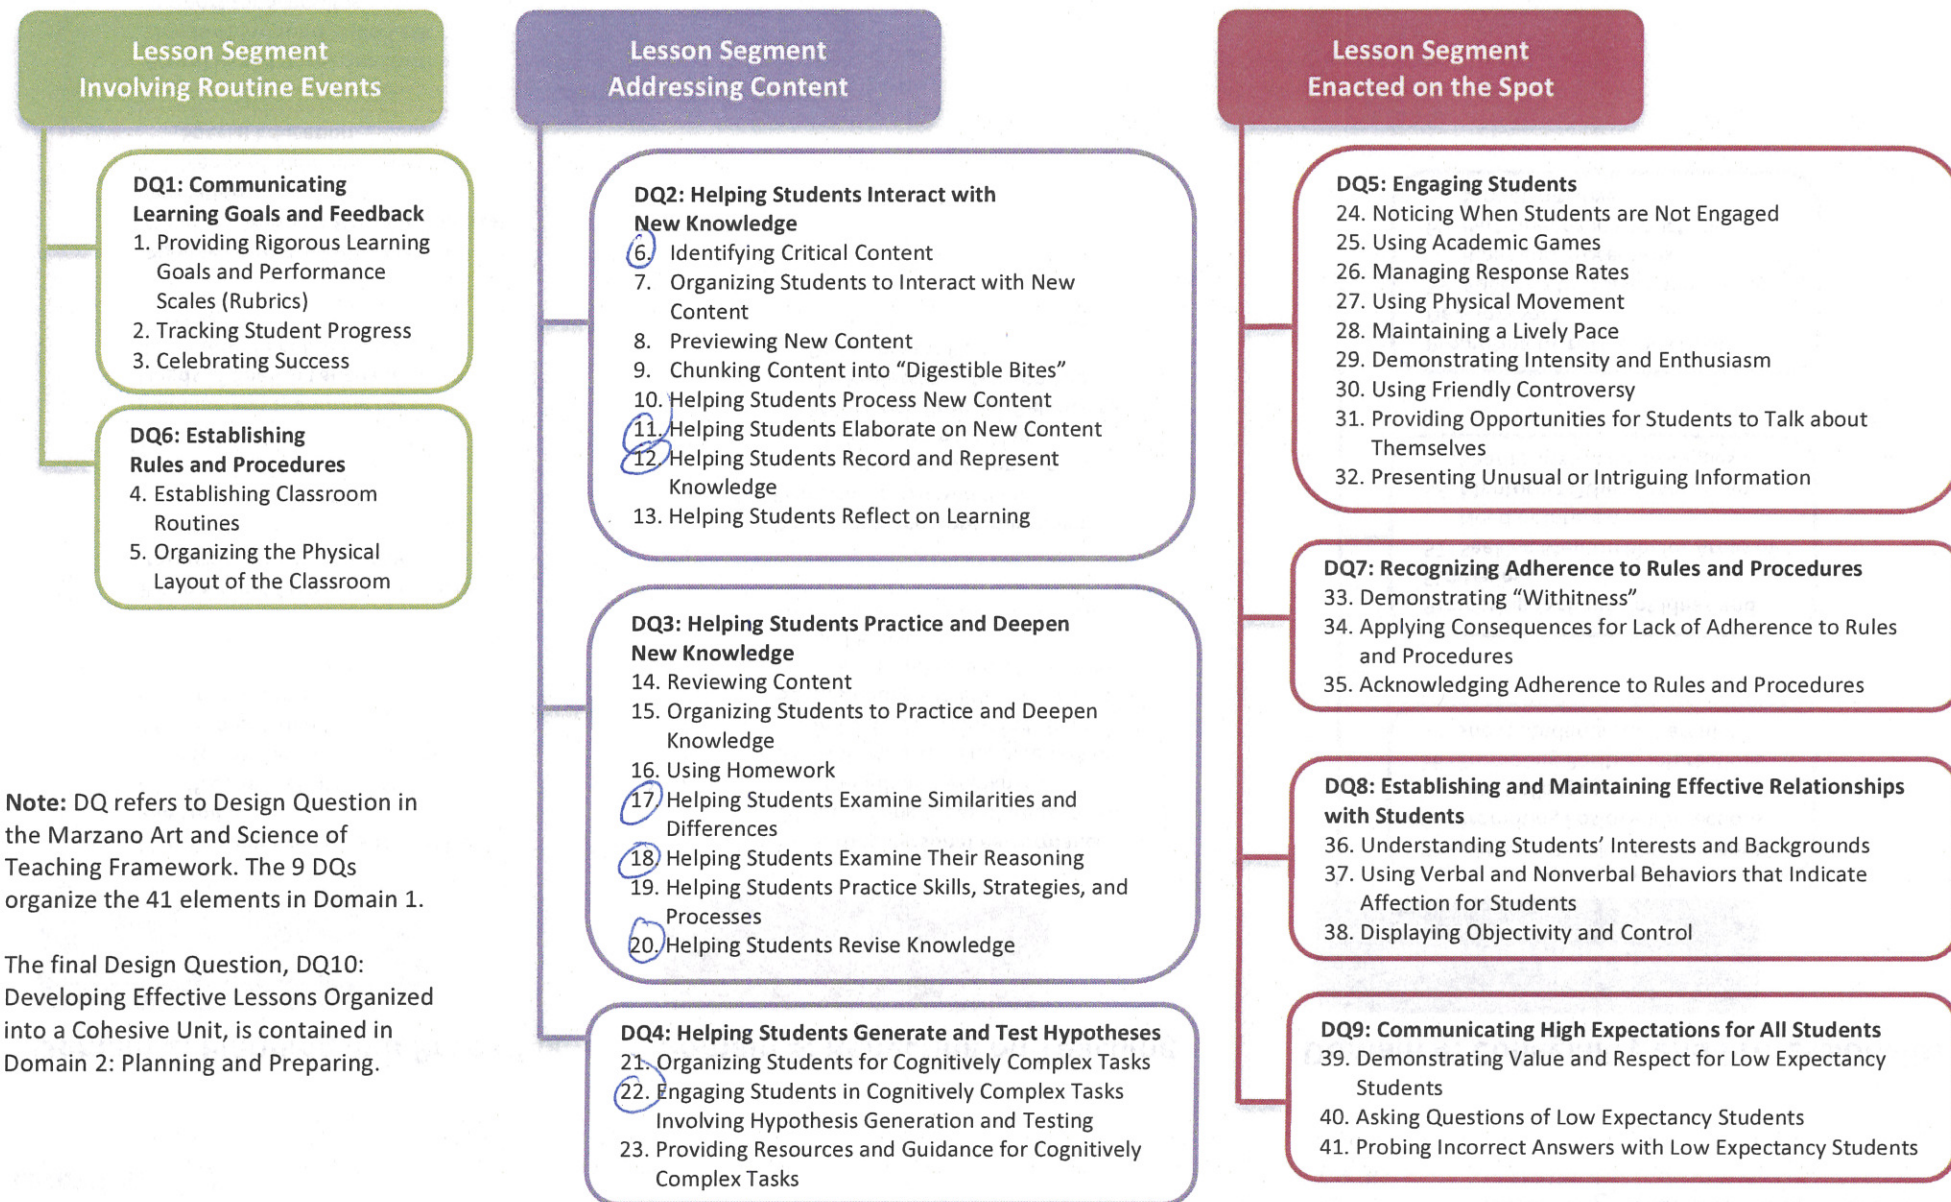 Lesson Segment
Involving Routine Events
DQ1: Communicating
Learning Goals and Feedback
1. Providing Rigorous Learning
Goals and Performance
Scales (Rubrics)
2. Tracking Student Progress
3. Celebrating Success
DQ6: Establishing
Rules and Procedures
4. Establishing Classroom
Routines
5. Organizing the Physical
Layout of the Classroom
Note: DQ refers to Design Question in
the Marzano Art and Science of
Teaching Framework. The 9 DQs
organize the 41 elements in Domain 1.
The final Design Question, DQ10:
Developing Effective Lessons Organized
into a Cohesive Unit, is contained in
Domain 2: Planning and Preparing.
Lesson Segment
Addressing Content
DQ2: Helping Students Interact with
New Knowledge
6. Identifying Critical Content
7. Organizing Students to Interact with New
Content
8. Previewing New Content
9. Chunking Content into “Digestible Bites”
10. Helping Students Process New Content
11. Helping Students Elaborate on New Content
12. Helping Students Record and Represent
Knowledge
13. Helping Students Reflect on Learning
DQ3: Helping Students Practice and Deepen
New Knowledge
14. Reviewing Content
15. Organizing Students to Practice and Deepen
Knowledge
16. Using Homework
17. Helping Students Examine Similarities and
Differences
18. Helping Students Examine Their Reasoning
19. Helping Students Practice Skills, Strategies, and
Processes
20. Helping Students Revise Knowledge
DQ4: Helping Students Generate and Test Hypotheses
21. Organizing Students for Cognitively Complex Tasks
22. Engaging Students in Cognitively Complex Tasks
Involving Hypothesis Generation and Testing
23. Providing Resources and Guidance for Cognitively
Complex Tasks
Lesson Segment
Enacted on the Spot
DQ5: Engaging Students
24. Noticing When Students are Not Engaged
25. Using Academic Games
26. Managing Response Rates
27. Using Physical Movement
28. Maintaining a Lively Pace
29. Demonstrating Intensity and Enthusiasm
30. Using Friendly Controversy
31. Providing Opportunities for Students to Talk about
Themselves
32. Presenting Unusual or Intriguing Information
DQ7: Recognizing Adherence to Rules and Procedures
33. Demonstrating “Withitness”
34. Applying Consequences for Lack of Adherence to Rules
and Procedures
35. Acknowledging Adherence to Rules and Procedures
DQ8: Establishing and Maintaining Effective Relationships
with Students
36. Understanding Students’ Interests and Backgrounds
37. Using Verbal and Nonverbal Behaviors that Indicate
Affection for Students
38. Displaying Objectivity and Control
DQ9: Communicating High Expectations for All Students
39. Demonstrating Value and Respect for Low Expectancy
Students
40. Asking Questions of Low Expectancy Students
41. Probing Incorrect Answers with Low Expectancy Students